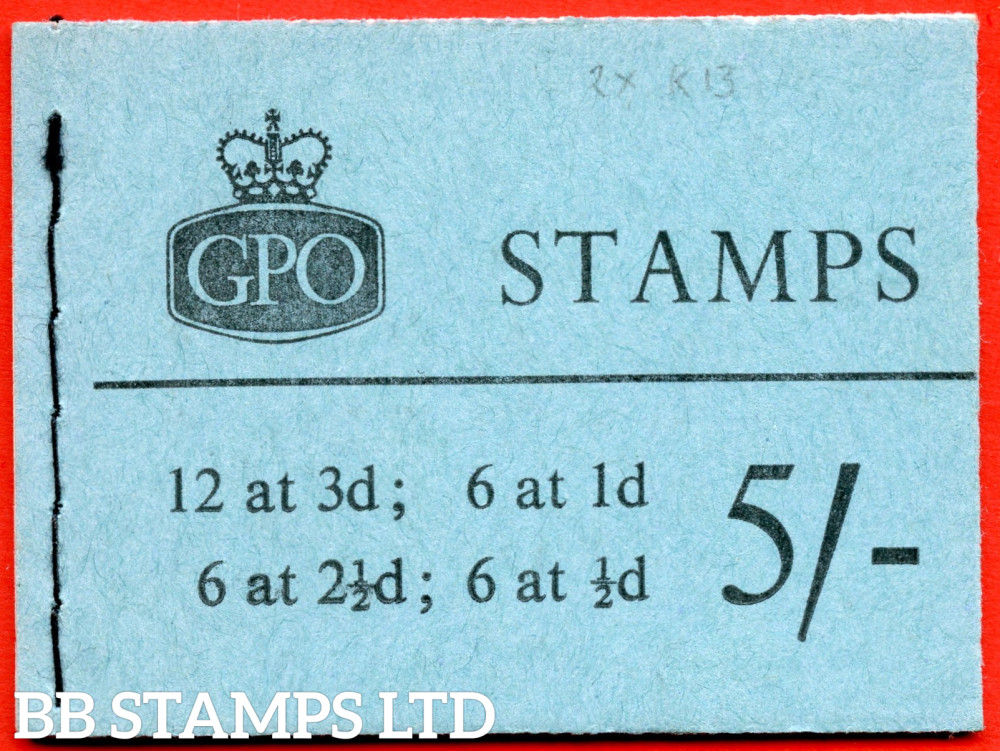 2x K13
GPO STAMPS
12 at 3d; 6 at 1d
6 at 2½d; 6 at ½d
5/-
BB STAMPS LTD